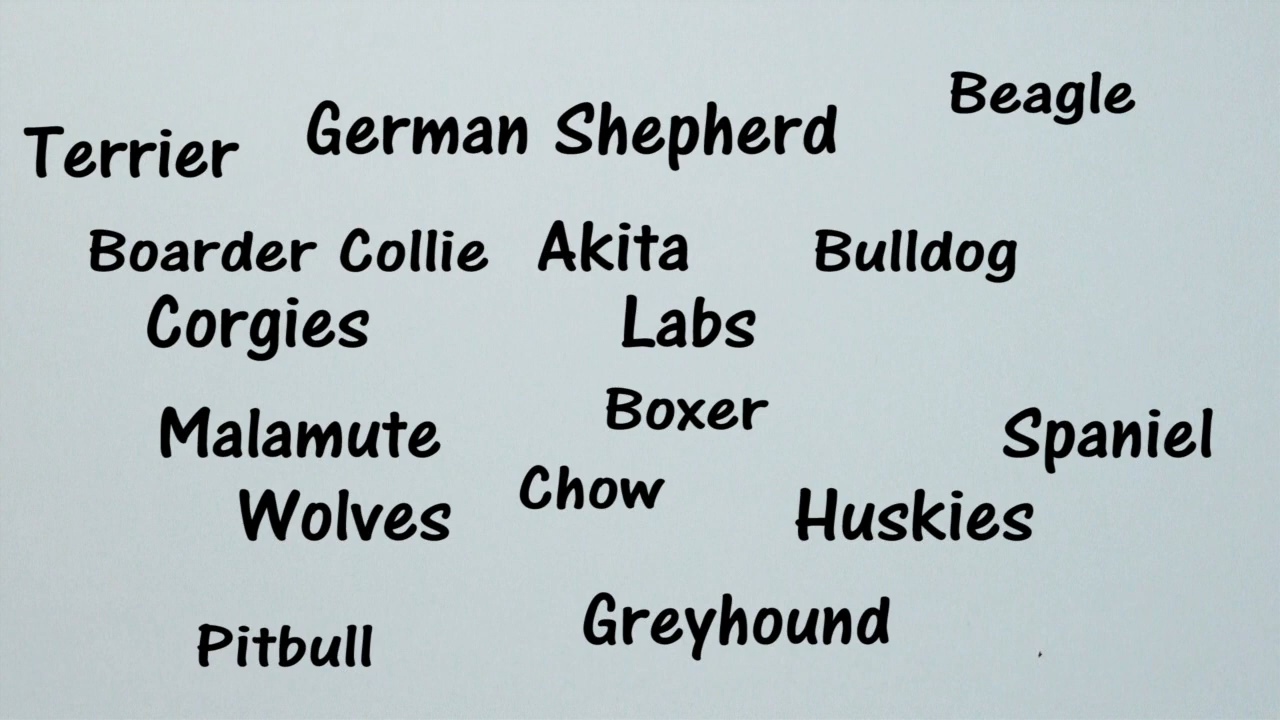 Beagle
Terrier German Shepherd
Boarder Collie Akita Bulldog
Corgies Labs
Boxer
Malamute Spaniel
Chow
Wolves Huskies
Greyhound
Pitbull